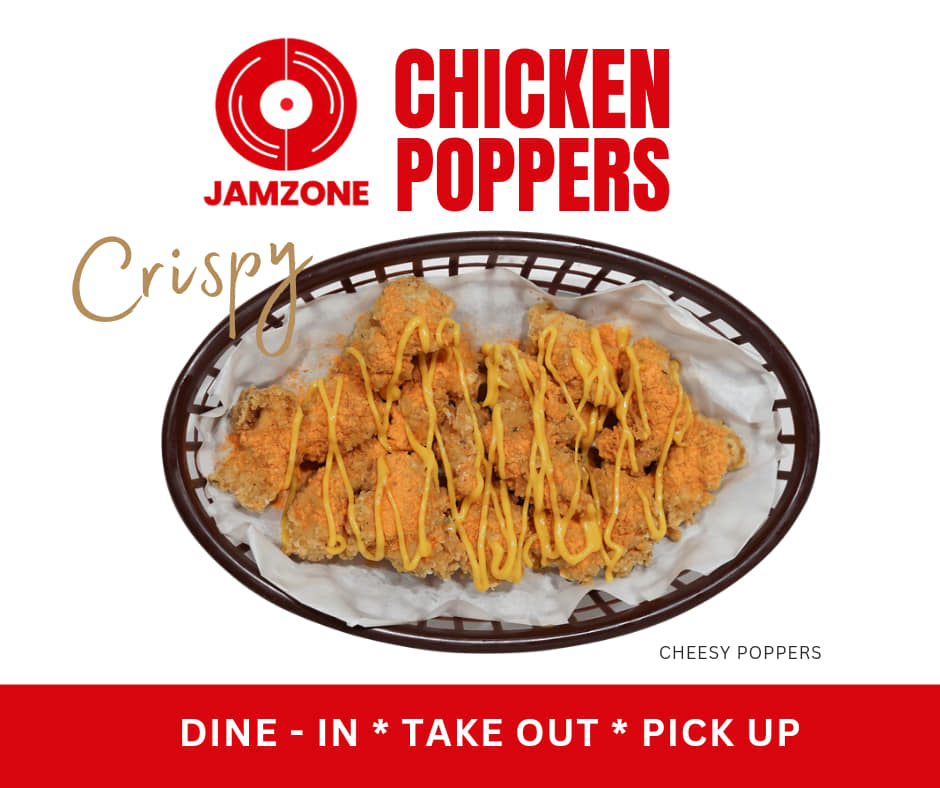 CHICKEN
POPPERS
JAMZONE
Crispy
CHEESY POPPERS
DINE - IN * TAKE OUT * PICK UP